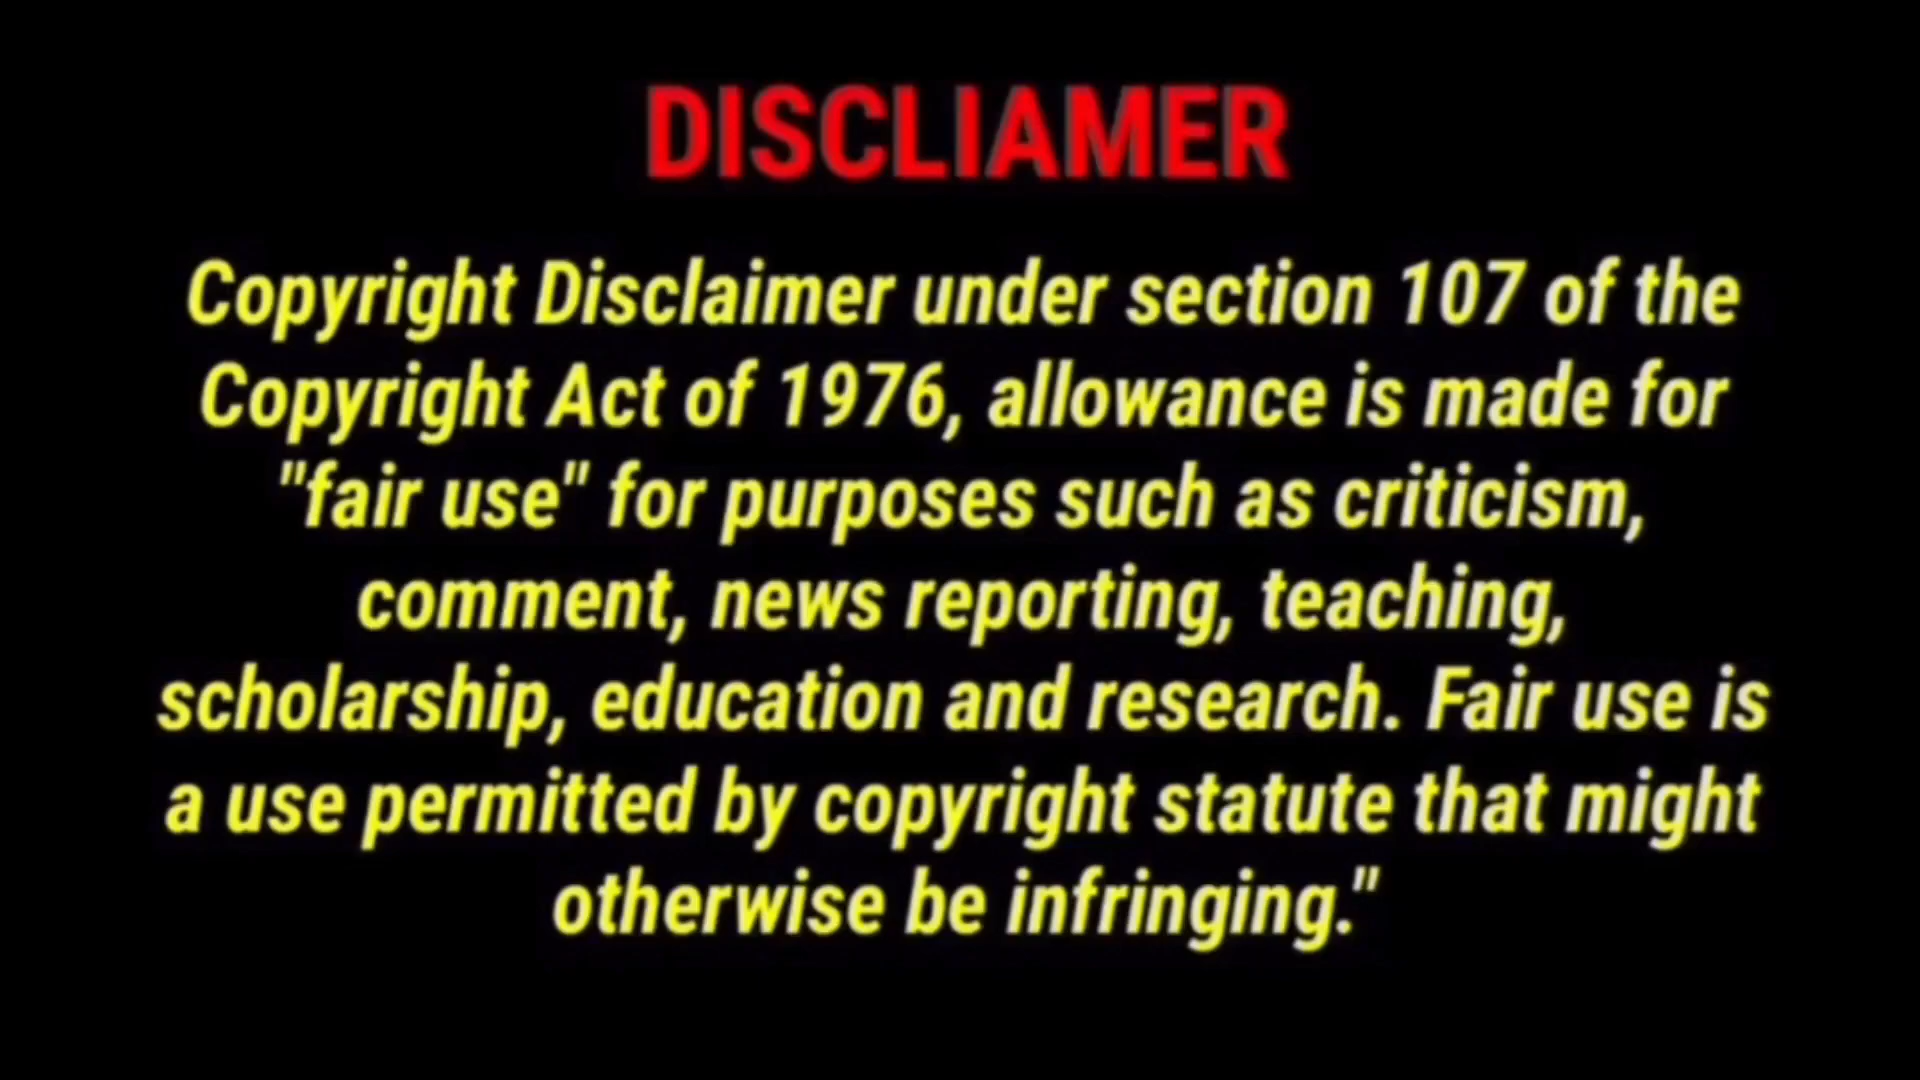 DISCLIAMER
Copyright Disclaimer under section 107 of the
Copyright Act of 1976, allowance is made for
"fair use" for purposes such as criticism,
comment, news reporting, teaching,
scholarship, education and research. Fair use is
a use permitted by copyright statute that might
otherwise be infringing."